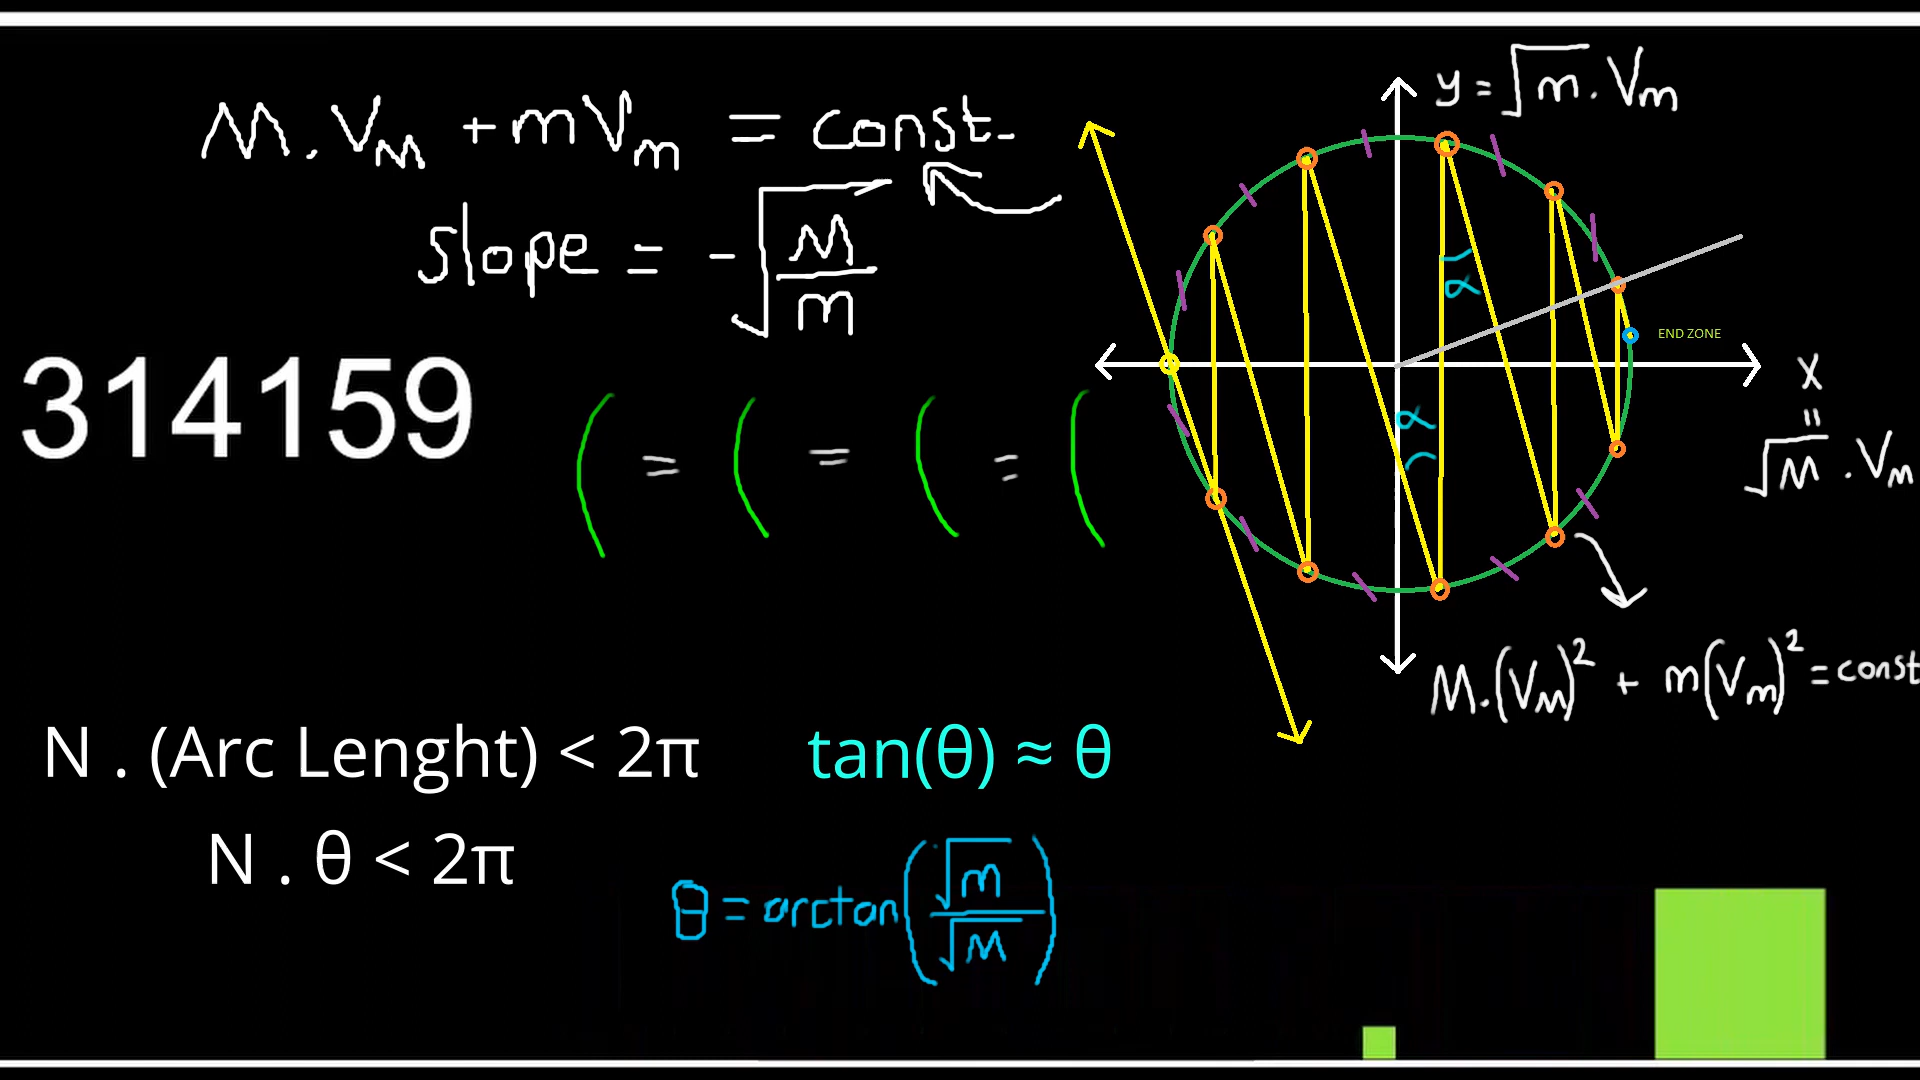 M . V_M + m V_m = const.
slope = -√(M/m)
314159
( = ( = ( = (
N . (Arc Lenght) < 2π
N . θ < 2π
tan(θ) ≈ θ
θ = arctan(√m/√M)
y = √m . V_m
α
α
END ZONE
x
=
√M . V_M
M.(V_M)² + m(V_m)² = const